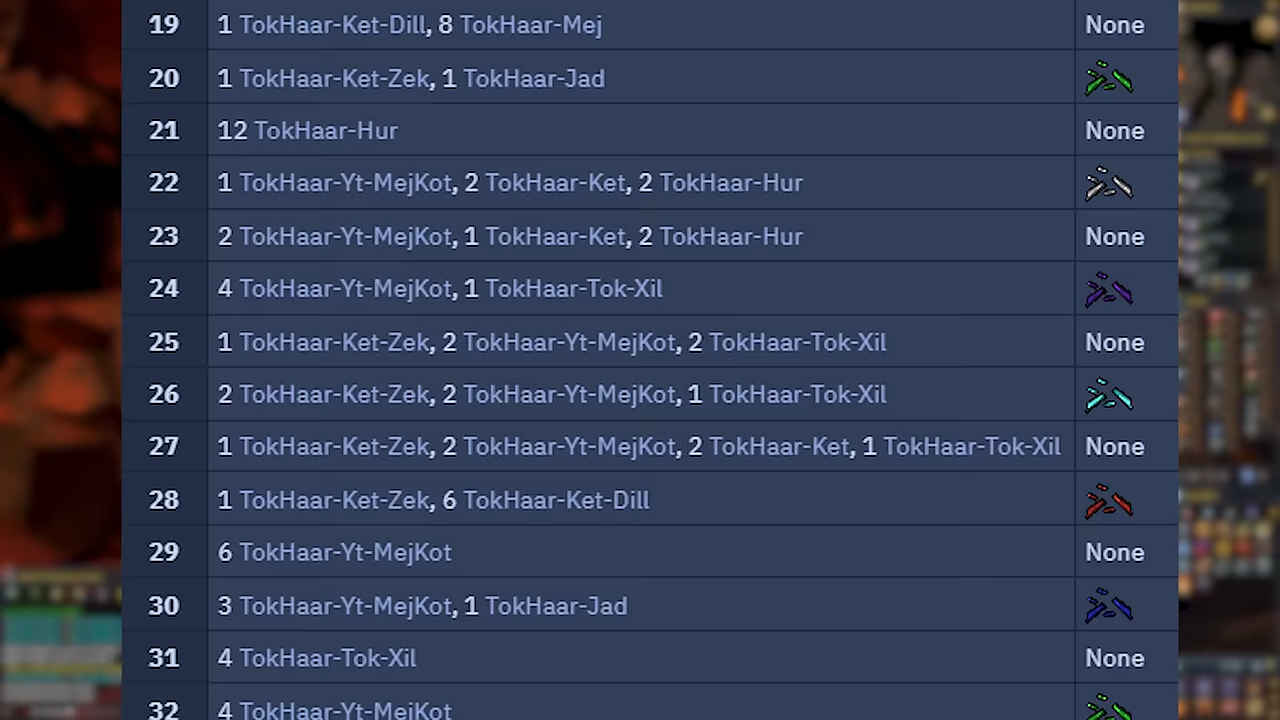 19 1 TokHaar-Ket-Dill, 8 TokHaar-Mej None
20 1 TokHaar-Ket-Zek, 1 TokHaar-Jad
21 12 TokHaar-Hur None
22 1 TokHaar-Yt-MejKot, 2 TokHaar-Ket, 2 TokHaar-Hur
23 2 TokHaar-Yt-MejKot, 1 TokHaar-Ket, 2 TokHaar-Hur None
24 4 TokHaar-Yt-MejKot, 1 TokHaar-Tok-Xil
25 1 TokHaar-Ket-Zek, 2 TokHaar-Yt-MejKot, 2 TokHaar-Tok-Xil None
26 2 TokHaar-Ket-Zek, 2 TokHaar-Yt-MejKot, 1 TokHaar-Tok-Xil
27 1 TokHaar-Ket-Zek, 2 TokHaar-Yt-MejKot, 2 TokHaar-Ket, 1 TokHaar-Tok-Xil None
28 1 TokHaar-Ket-Zek, 6 TokHaar-Ket-Dill
29 6 TokHaar-Yt-MejKot None
30 3 TokHaar-Yt-MejKot, 1 TokHaar-Jad
31 4 TokHaar-Tok-Xil None
32 4 TokHaar-Yt-MejKot